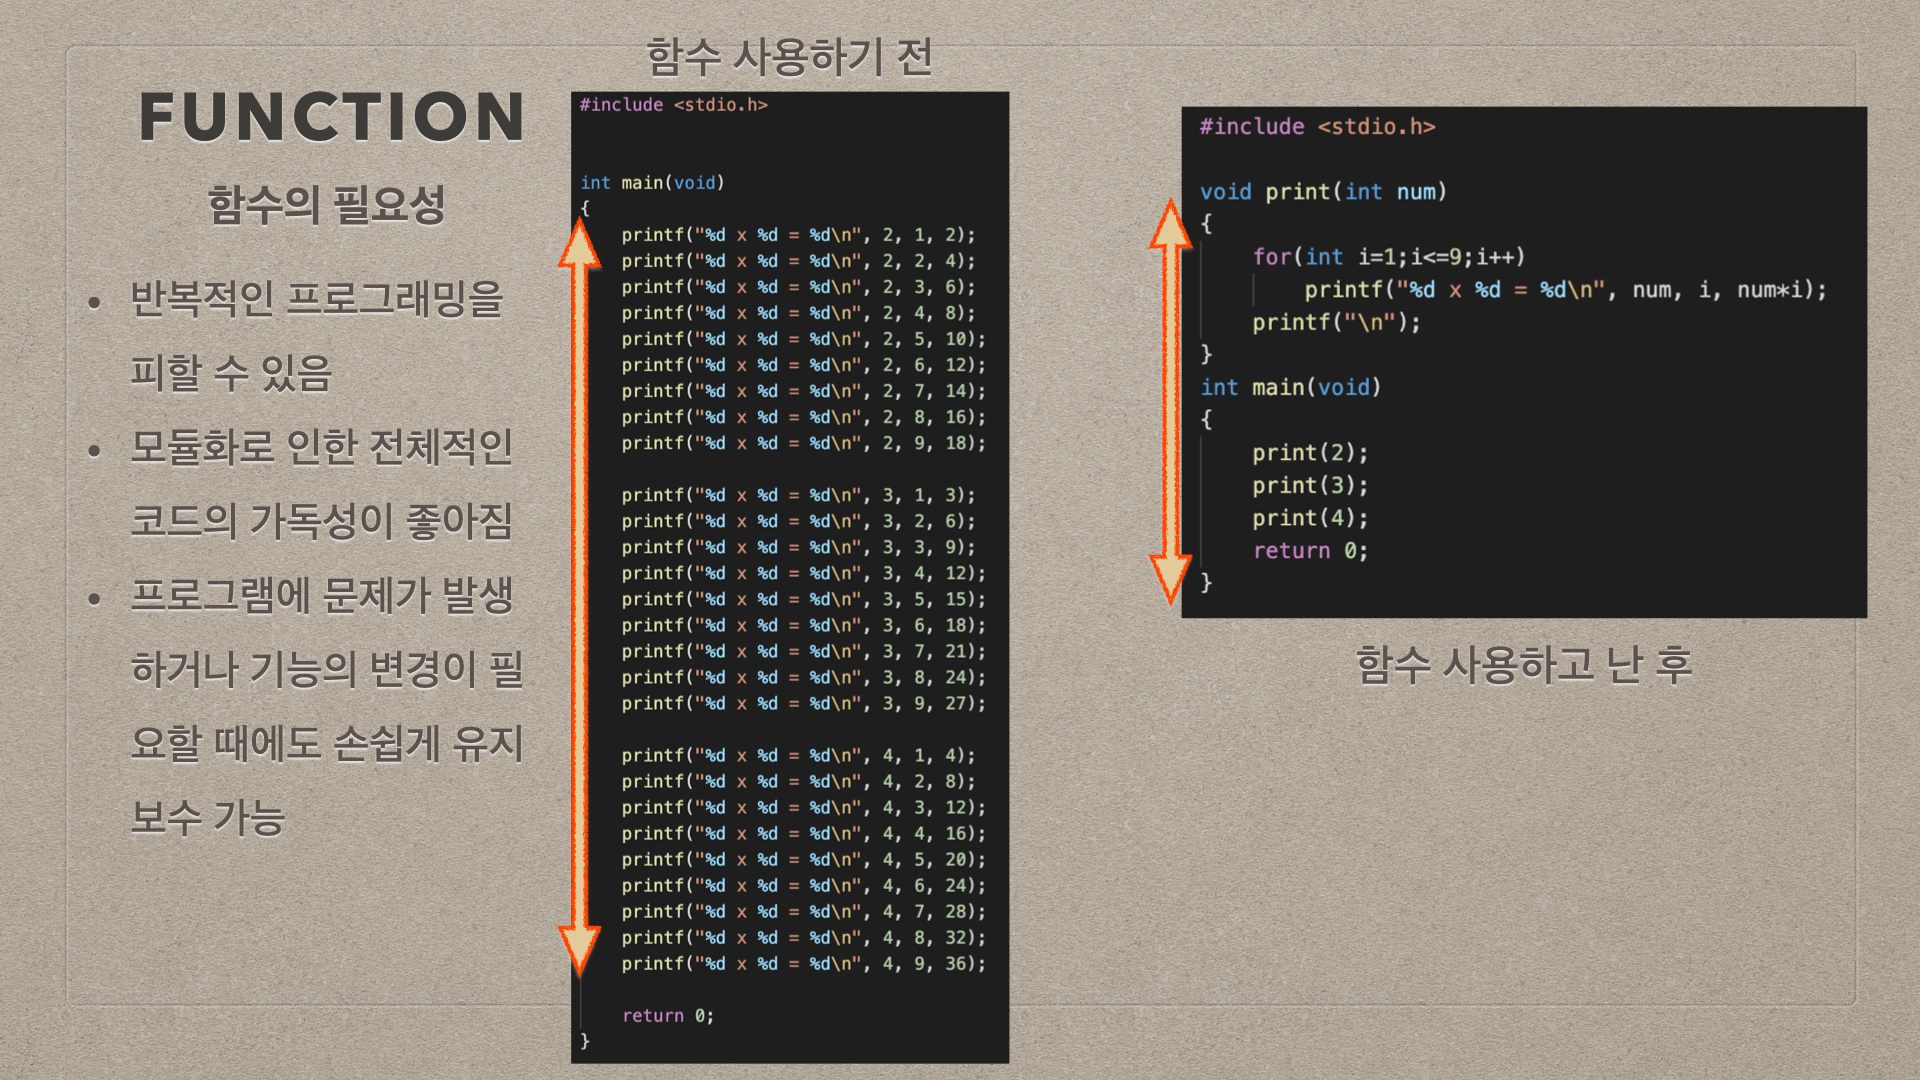 FUNCTION
함수의 필요성
• 반복적인 프로그래밍을
피할 수 있음
• 모듈화로 인한 전체적인
코드의 가독성이 좋아짐
• 프로그램에 문제가 발생
하거나 기능의 변경이 필
요할 때에도 손쉽게 유지
보수 가능
함수 사용하기 전
#include <stdio.h>
int main(void)
{
printf("%d x %d = %d\n", 2, 1, 2);
printf("%d x %d = %d\n", 2, 2, 4);
printf("%d x %d = %d\n", 2, 3, 6);
printf("%d x %d = %d\n", 2, 4, 8);
printf("%d x %d = %d\n", 2, 5, 10);
printf("%d x %d = %d\n", 2, 6, 12);
printf("%d x %d = %d\n", 2, 7, 14);
printf("%d x %d = %d\n", 2, 8, 16);
printf("%d x %d = %d\n", 2, 9, 18);
printf("%d x %d = %d\n", 3, 1, 3);
printf("%d x %d = %d\n", 3, 2, 6);
printf("%d x %d = %d\n", 3, 3, 9);
printf("%d x %d = %d\n", 3, 4, 12);
printf("%d x %d = %d\n", 3, 5, 15);
printf("%d x %d = %d\n", 3, 6, 18);
printf("%d x %d = %d\n", 3, 7, 21);
printf("%d x %d = %d\n", 3, 8, 24);
printf("%d x %d = %d\n", 3, 9, 27);
printf("%d x %d = %d\n", 4, 1, 4);
printf("%d x %d = %d\n", 4, 2, 8);
printf("%d x %d = %d\n", 4, 3, 12);
printf("%d x %d = %d\n", 4, 4, 16);
printf("%d x %d = %d\n", 4, 5, 20);
printf("%d x %d = %d\n", 4, 6, 24);
printf("%d x %d = %d\n", 4, 7, 28);
printf("%d x %d = %d\n", 4, 8, 32);
printf("%d x %d = %d\n", 4, 9, 36);
return 0;
}
#include <stdio.h>
void print(int num)
{
for(int i=1;i<=9;i++)
printf("%d x %d = %d\n", num, i, num*i);
printf("\n");
}
int main(void)
{
print(2);
print(3);
print(4);
return 0;
}
함수 사용하고 난 후